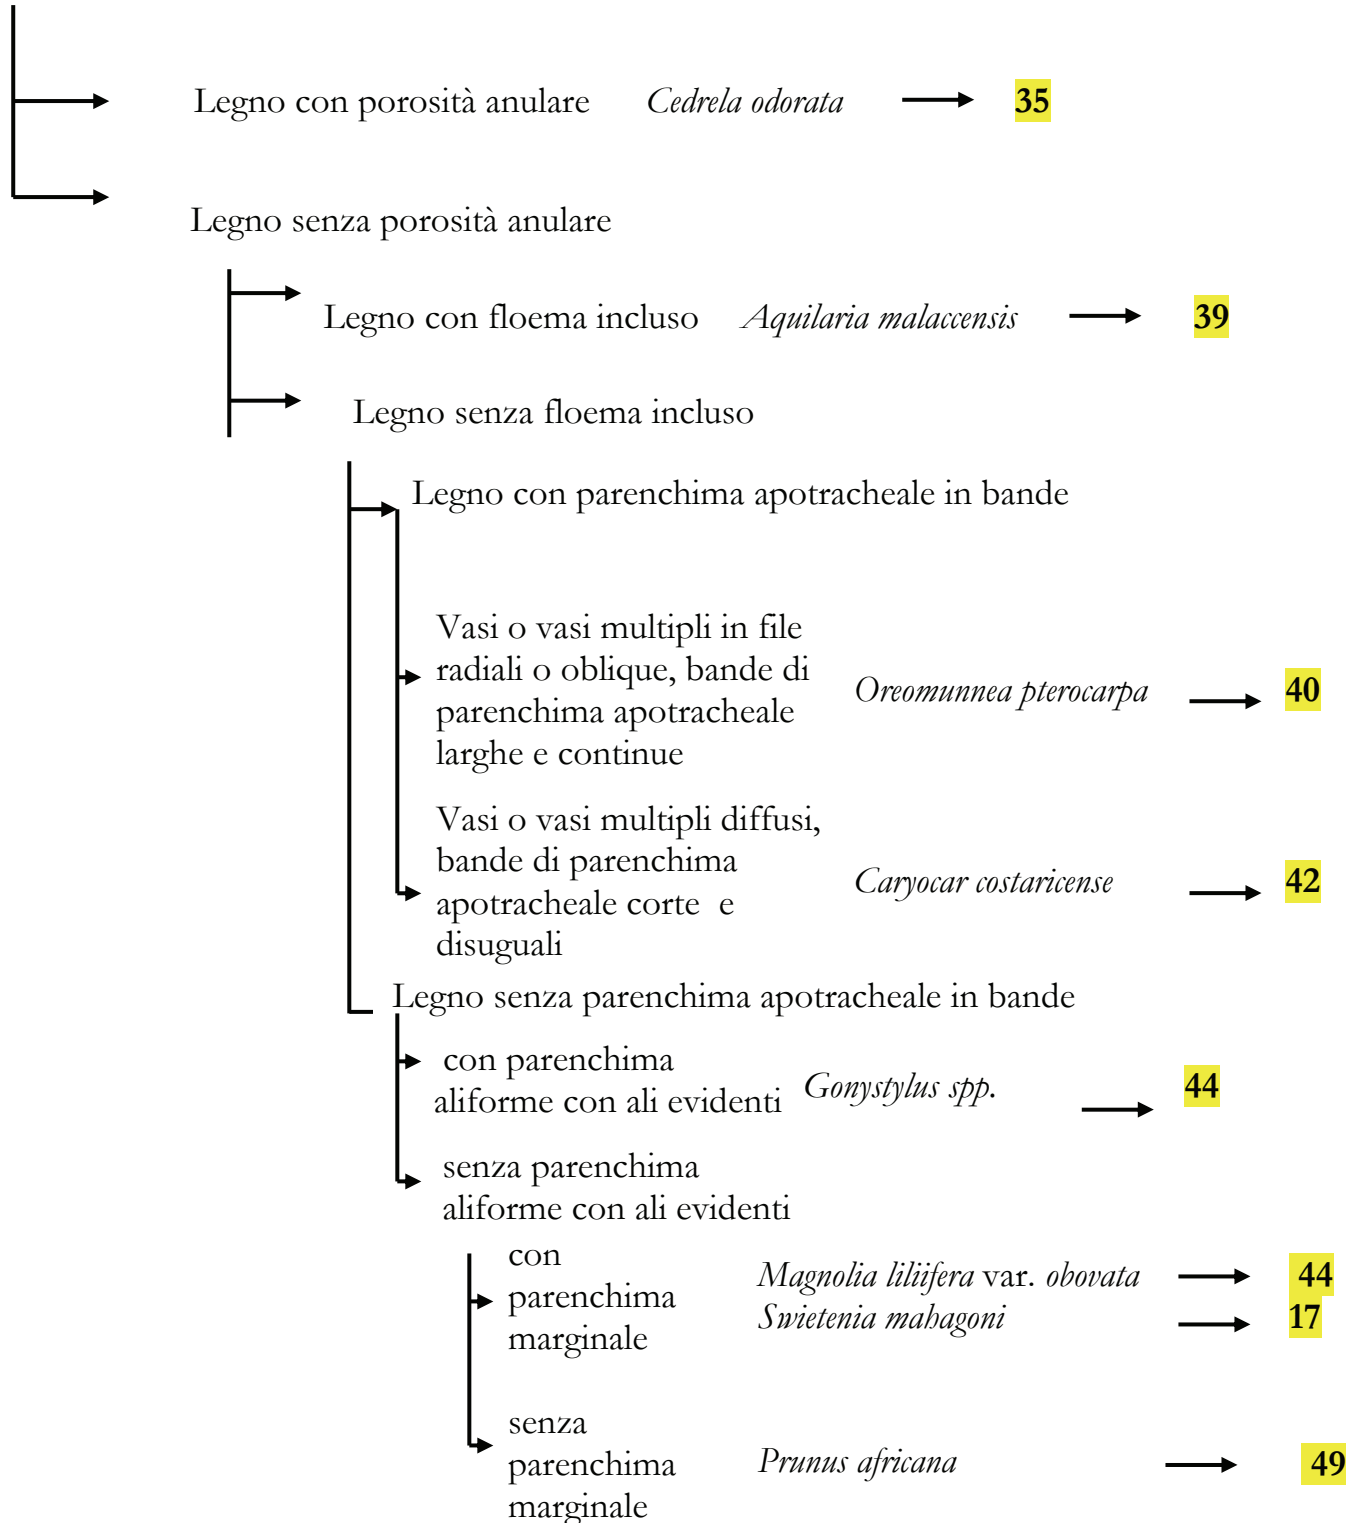 Legno con porosità anulare Cedrela odorata 35
Legno senza porosità anulare
Legno con floema incluso Aquilaria malaccensis 39
Legno senza floema incluso
Legno con parenchima apotracheale in bande
Vasi o vasi multipli in file
radiali o oblique, bande di
parenchima apotracheale
larghe e continue
Oreomunnea pterocarpa 40
Vasi o vasi multipli diffusi,
bande di parenchima
apotracheale corte e
disuguali
Caryocar costaricense 42
Legno senza parenchima apotracheale in bande
con parenchima
aliforme con ali evidenti
Gonystylus spp. 44
senza parenchima
aliforme con ali evidenti
con
parenchima
marginale
Magnolia liliifera var. obovata 44
Swietenia mahagoni 17
senza
parenchima
marginale
Prunus africana 49